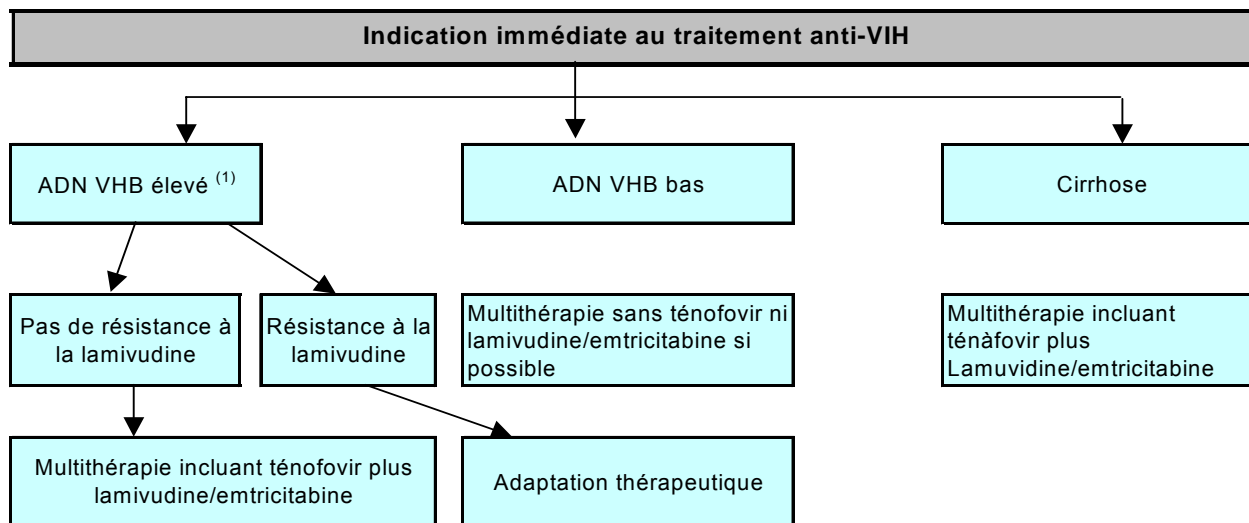 Indication immédiate au traitement anti-VIH
ADN VHB élevé (1)
ADN VHB bas
Cirrhose
Pas de résistance à
la lamivudine
Résistance à la
lamivudine
Multithérapie sans ténofovir ni
lamivudine/emtricitabine si
possible
Multithérapie incluant
ténàfovir plus
Lamuvidine/emtricitabine
Multithérapie incluant ténofovir plus
lamivudine/emtricitabine
Adaptation thérapeutique